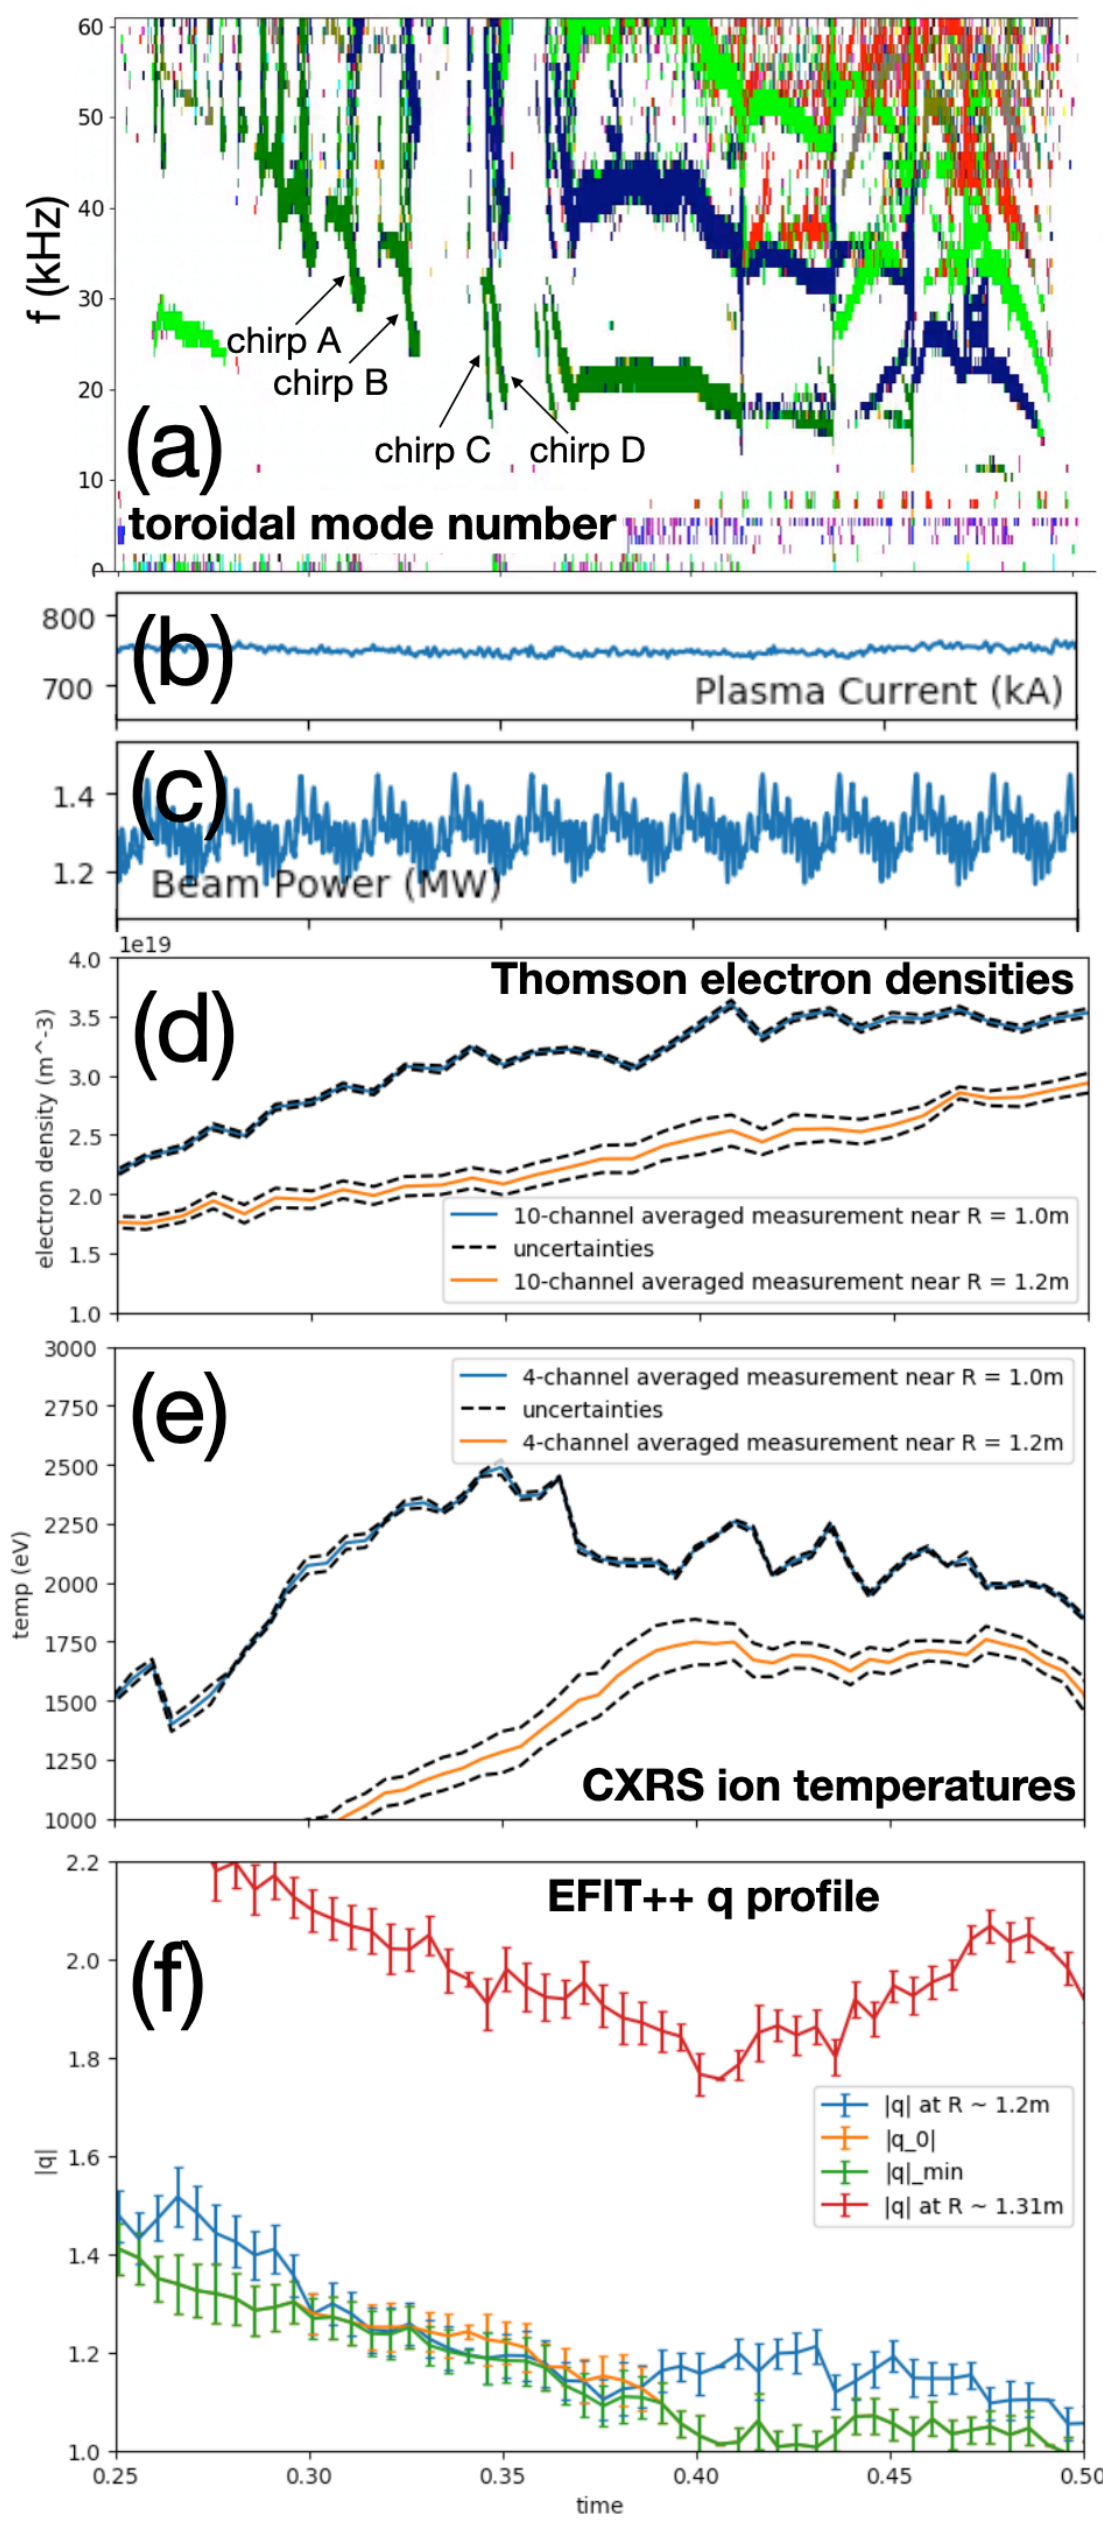 60
50
40
30
20
10
0
f (kHz)
chirp A
chirp B
chirp C
chirp D
(a)
toroidal mode number
800
700
(b)
Plasma Current (kA)
1.4
1.2
(c)
Beam Power (MW)
1e19
4.0
3.5
3.0
2.5
2.0
1.5
1.0
electron density (m^-3)
(d)
Thomson electron densities
10-channel averaged measurement near R = 1.0m
uncertainties
10-channel averaged measurement near R = 1.2m
3000
2750
2500
2250
2000
1750
1500
1250
1000
temp (eV)
(e)
4-channel averaged measurement near R = 1.0m
uncertainties
4-channel averaged measurement near R = 1.2m
CXRS ion temperatures
2.2
2.0
1.8
1.6
1.4
1.2
1.0
|q|
(f)
EFIT++ q profile
|q| at R ~ 1.2m
|q_0|
|q|_min
|q| at R ~ 1.31m
0.25
0.30
0.35
0.40
0.45
0.50
time